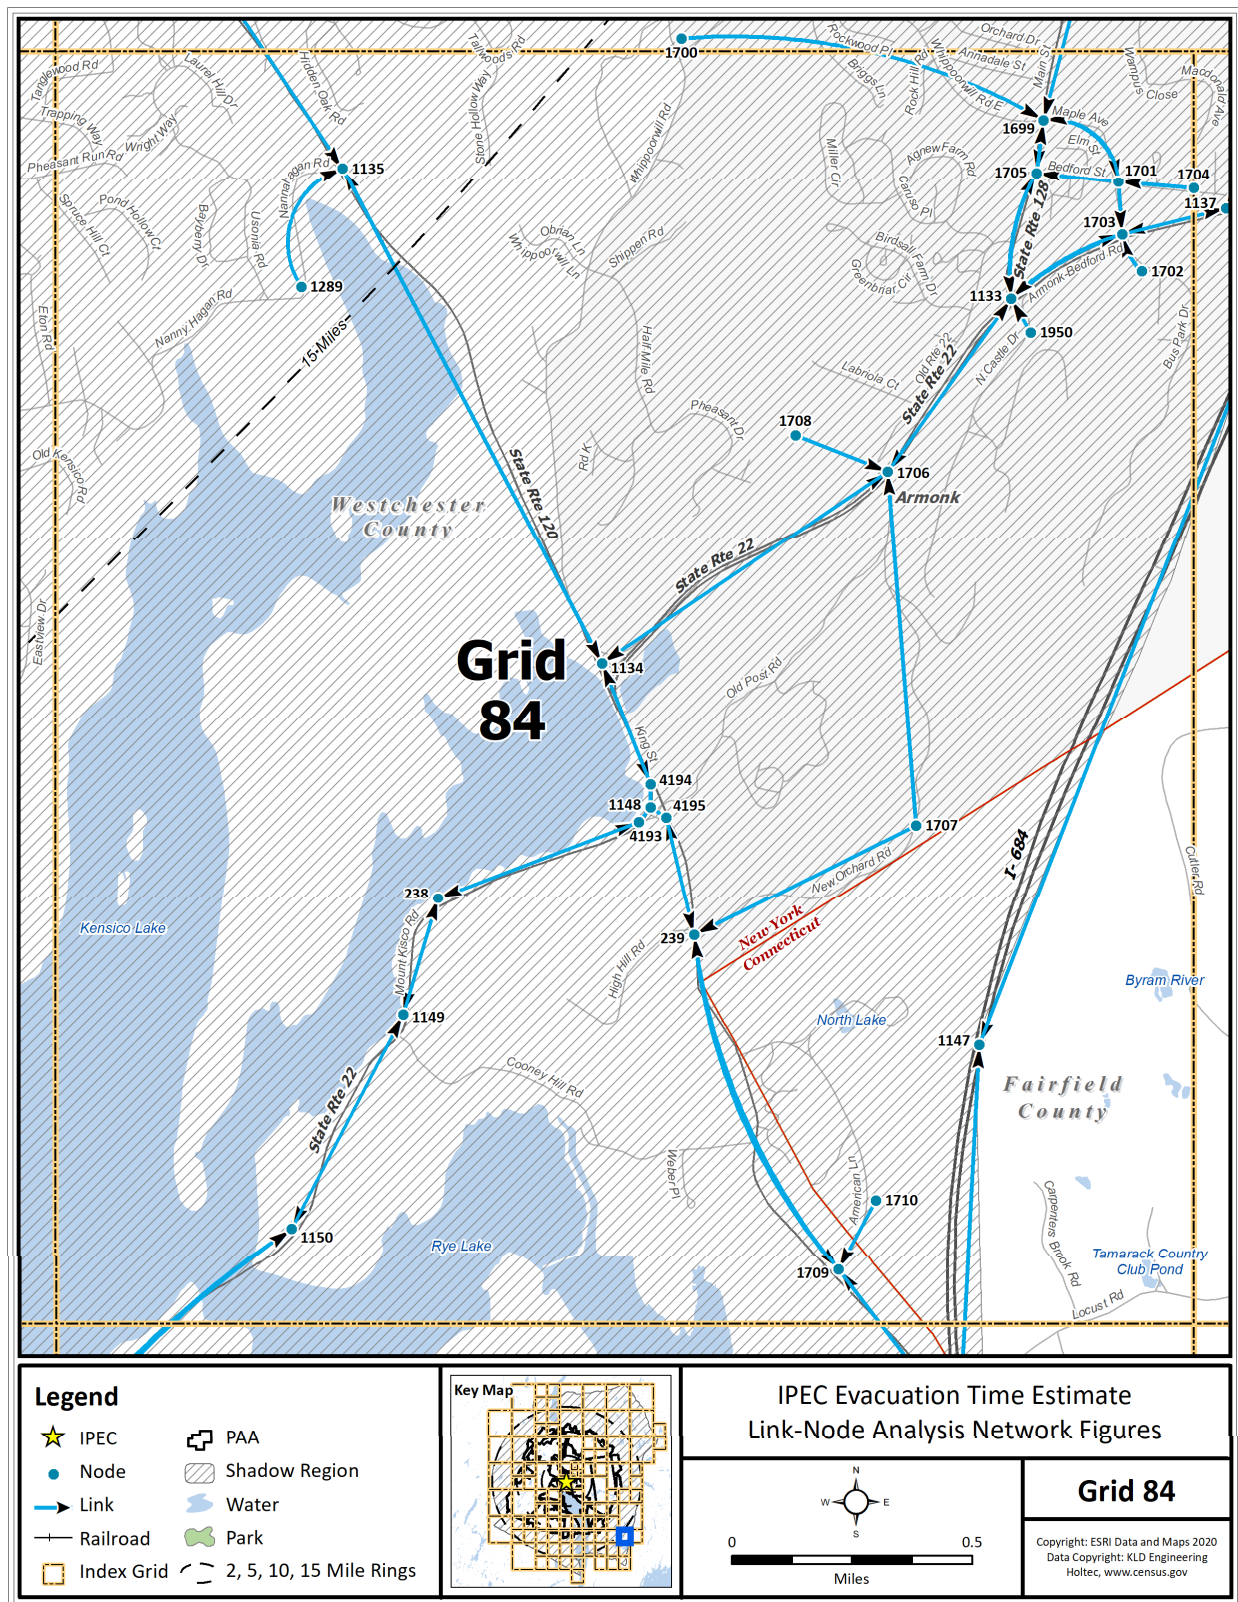 Tanglewood Rd
Laurel Hill Dr
Hidden Oak Rd
Tallwoods Rd
Stone Hollow Way
1700
Rockwood Pl
Briggs Ln
Rock Hill Rd
Whippoorwill Rd E
Orchard Dr
Annadale St
Main St
Wampus Close
Macdonald Ave
Trapping Way
Wright Way
Pheasant Run Rd
Whippoorwill Rd
Miller Cir
Agnew Farm Rd
1699
Maple Ave
Elm St
1135
Nannahagan Rd
1705
Bedford St
1701
1704
Spruce Hill Ct
Pond Hollow Ct
Bayberry Dr
Usonia Rd
Caruso Pl
State Rte 128
1137
1703
Obrian Ln
Whippoorwill Ln
Shippen Rd
Birdsall Farm Dr
Greenbriar Cir
Armonk-Bedford Rd
1702
1289
1133
Nanny Hagan Rd
Eton Rd
15 Miles
1950
Half Mile Rd
Old Rte 22
State Rte 22
N Castle Dr
Bus Park Dr
Labriola Ct
Pheasant Dr
1708
Old Kensico Rd
Rd K
State Rte 120
1706
Armonk
Westchester
County
State Rte 22
Eastview Dr
Grid
84
1134
Old Post Rd
King St
4194
1148
4195
4193
1707
I- 684
New Orchard Rd
Cutler Rd
238
Kensico Lake
Mount Kisco Rd
239
New York
Connecticut
High Hill Rd
Byram River
1149
North Lake
1147
Cooney Hill Rd
State Rte 22
Fairfield
County
Weber Pl
American Ln
1710
Carpenters Brook Rd
1150
Rye Lake
1709
Tamarack Country
Club Pond
Locust Rd
Legend
IPEC
PAA
Node
Shadow Region
Link
Water
Railroad
Park
Index Grid
2, 5, 10, 15 Mile Rings
Key Map
IPEC Evacuation Time Estimate
Link-Node Analysis Network Figures
N
W
E
S
0
0.5
Miles
Grid 84
Copyright: ESRI Data and Maps 2020
Data Copyright: KLD Engineering
Holtec, www.census.gov